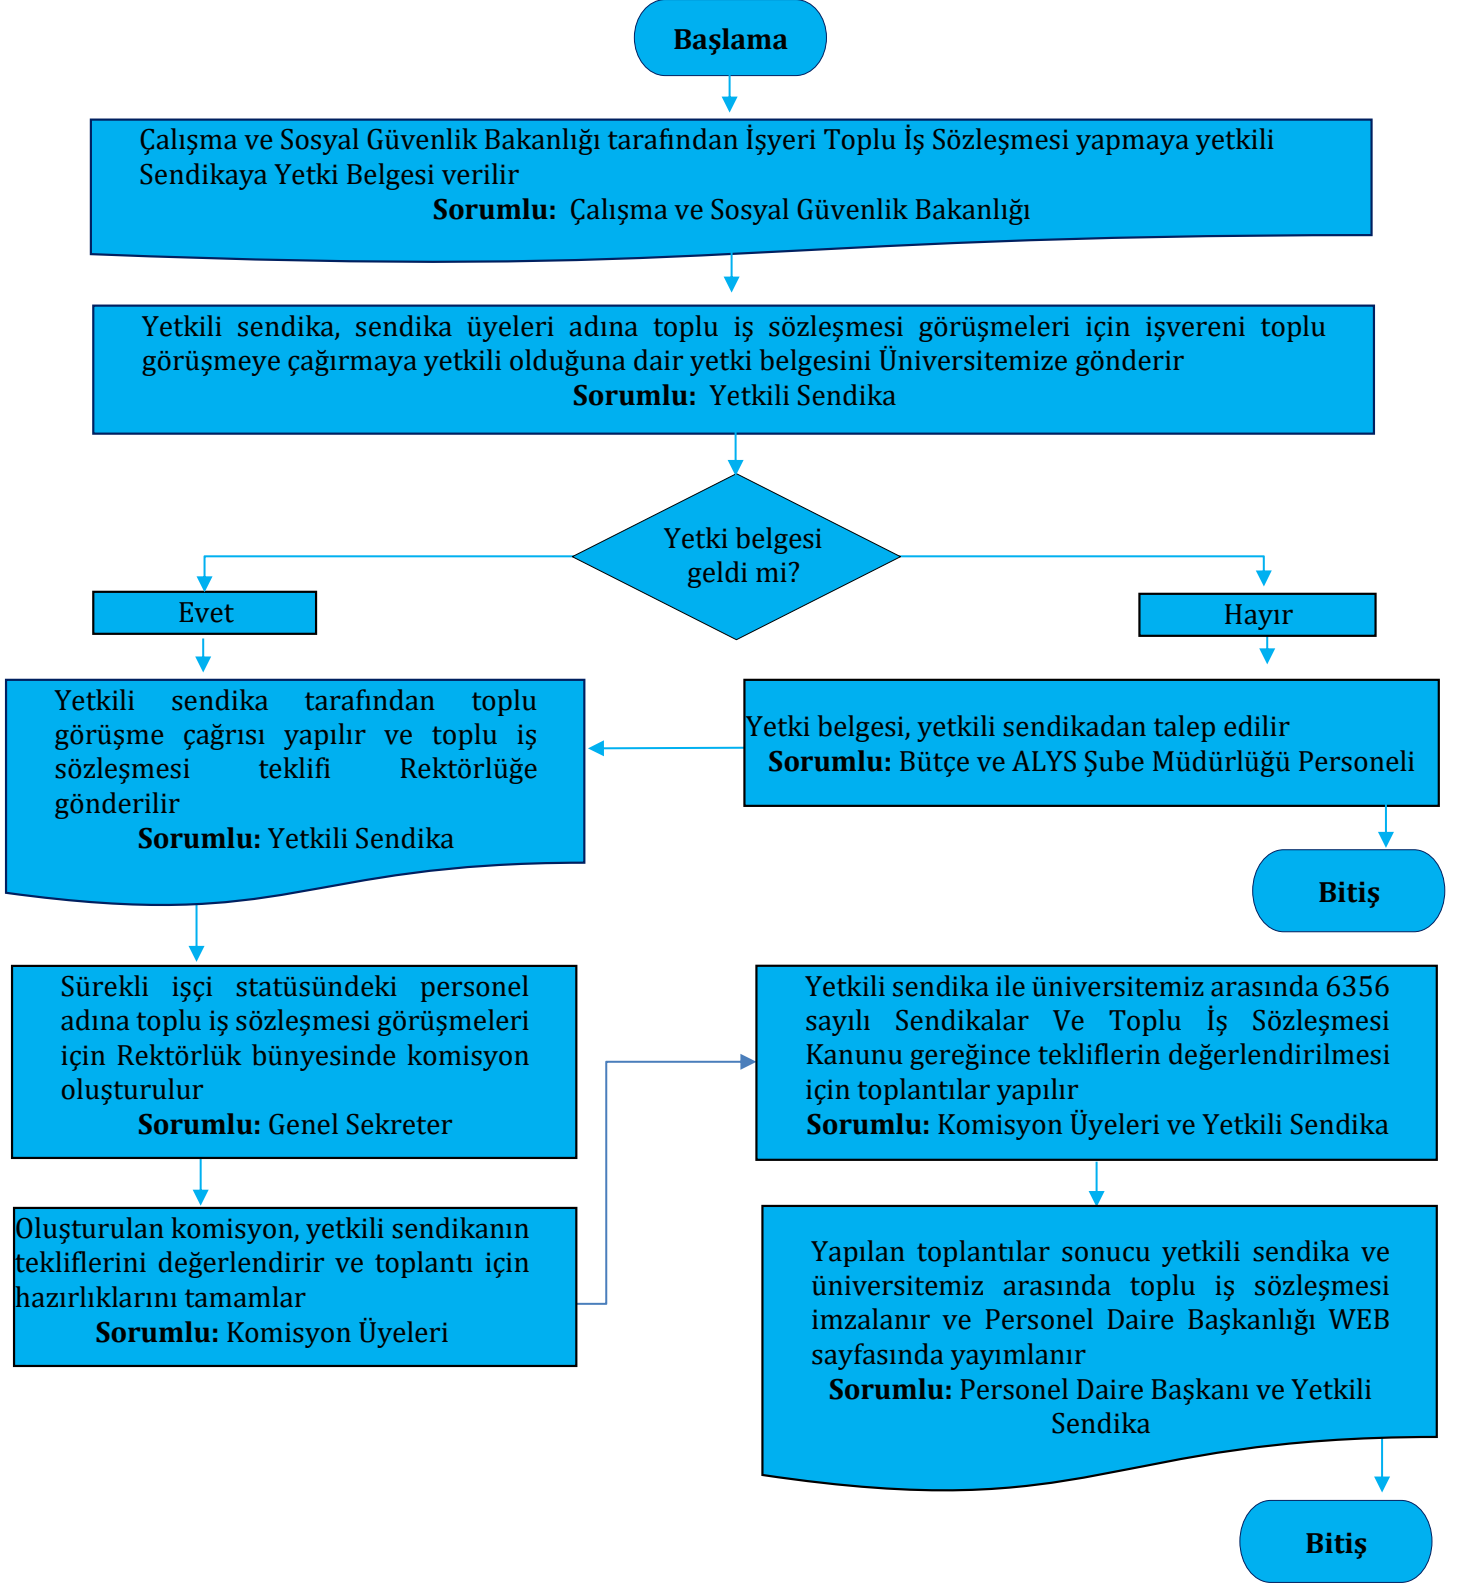 Başlama
Çalışma ve Sosyal Güvenlik Bakanlığı tarafından İşyeri Toplu İş Sözleşmesi yapmaya yetkili
Sendikaya Yetki Belgesi verilir
Sorumlu: Çalışma ve Sosyal Güvenlik Bakanlığı
Yetkili sendika, sendika üyeleri adına toplu iş sözleşmesi görüşmeleri için işvereni toplu
görüşmeye çağırmaya yetkili olduğuna dair yetki belgesini Üniversitemize gönderir
Sorumlu: Yetkili Sendika
Yetki belgesi
geldi mi?
Evet
Hayır
Yetkili sendika tarafından toplu
görüşme çağrısı yapılır ve toplu iş
sözleşmesi teklifi Rektörlüğe
gönderilir
Sorumlu: Yetkili Sendika
Yetki belgesi, yetkili sendikadan talep edilir
Sorumlu: Bütçe ve ALYS Şube Müdürlüğü Personeli
Bitiş
Sürekli işçi statüsündeki personel
adına toplu iş sözleşmesi görüşmeleri
için Rektörlük bünyesinde komisyon
oluşturulur
Sorumlu: Genel Sekreter
Oluşturulan komisyon, yetkili sendikanın
tekliflerini değerlendirir ve toplantı için
hazırlıklarını tamamlar
Sorumlu: Komisyon Üyeleri
Yetkili sendika ile üniversitemiz arasında 6356
sayılı Sendikalar Ve Toplu İş Sözleşmesi
Kanunu gereğince tekliflerin değerlendirilmesi
için toplantılar yapılır
Sorumlu: Komisyon Üyeleri ve Yetkili Sendika
Yapılan toplantılar sonucu yetkili sendika ve
üniversitemiz arasında toplu iş sözleşmesi
imzalanır ve Personel Daire Başkanlığı WEB
sayfasında yayımlanır
Sorumlu: Personel Daire Başkanı ve Yetkili
Sendika
Bitiş